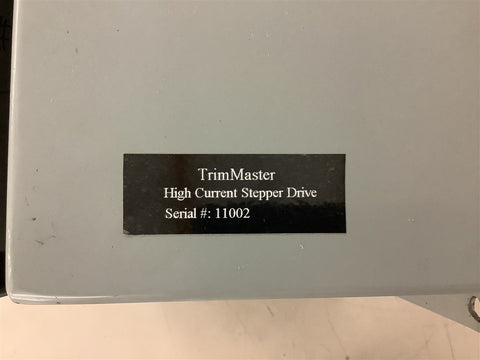 TrimMaster
High Current Stepper Drive
Serial #: 11002